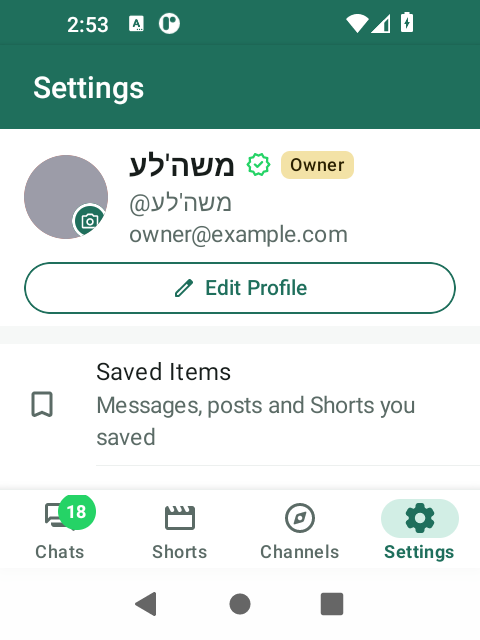 2:53
Settings
משה'לע
Owner
@משה'לע
owner@example.com
Edit Profile
Saved Items
Messages, posts and Shorts you
saved
18
Chats
Shorts
Channels
Settings